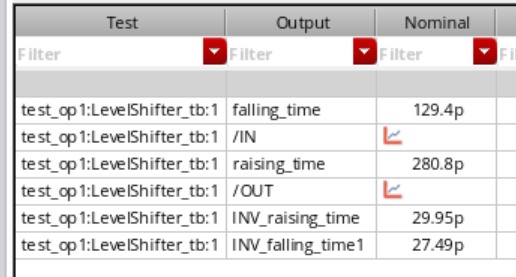 Test Output Nominal
Filter Filter Filter Fi
test_op1:LevelShifter_tb:1 falling_time 129.4p
test_op1:LevelShifter_tb:1 /IN
test_op1:LevelShifter_tb:1 raising_time 280.8p
test_op1:LevelShifter_tb:1 /OUT
test_op1:LevelShifter_tb:1 INV_raising_time 29.95p
test_op1:LevelShifter_tb:1 INV_falling_time1 27.49p